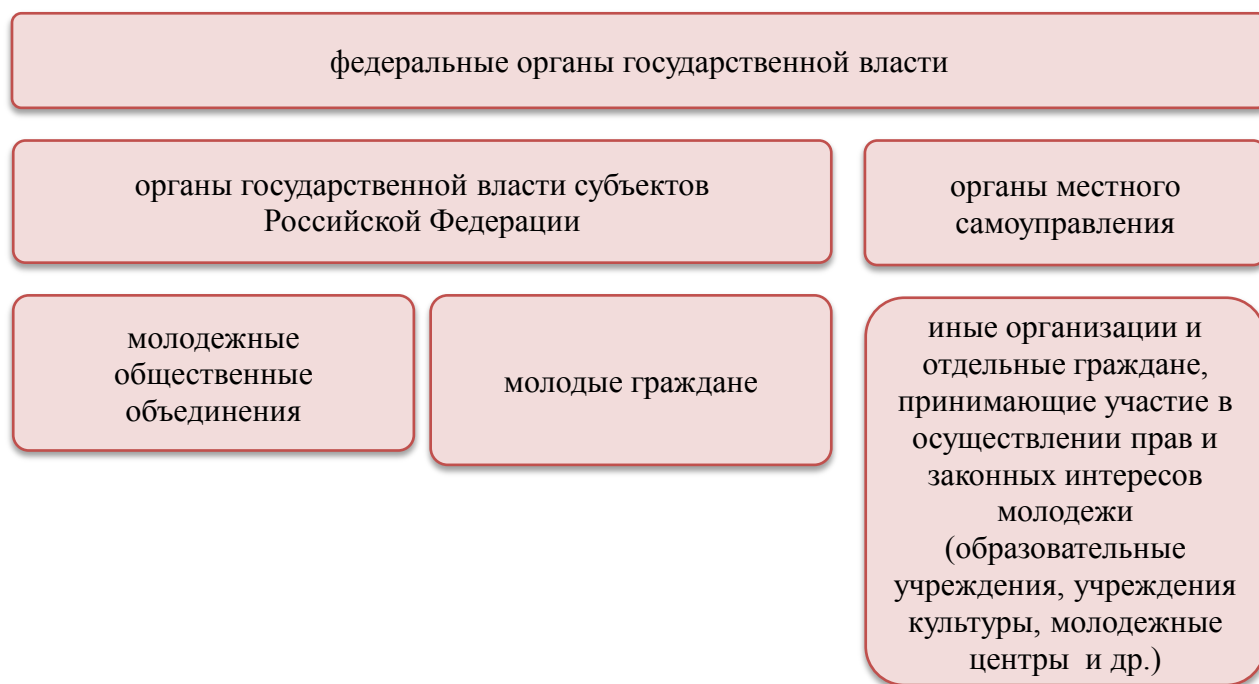 федеральные органы государственной власти
органы государственной власти субъектов
Российской Федерации
органы местного
самоуправления
молодежные
общественные
объединения
молодые граждане
иные организации и
отдельные граждане,
принимающие участие в
осуществлении прав и
законных интересов
молодежи
(образовательные
учреждения, учреждения
культуры, молодежные
центры и др.)